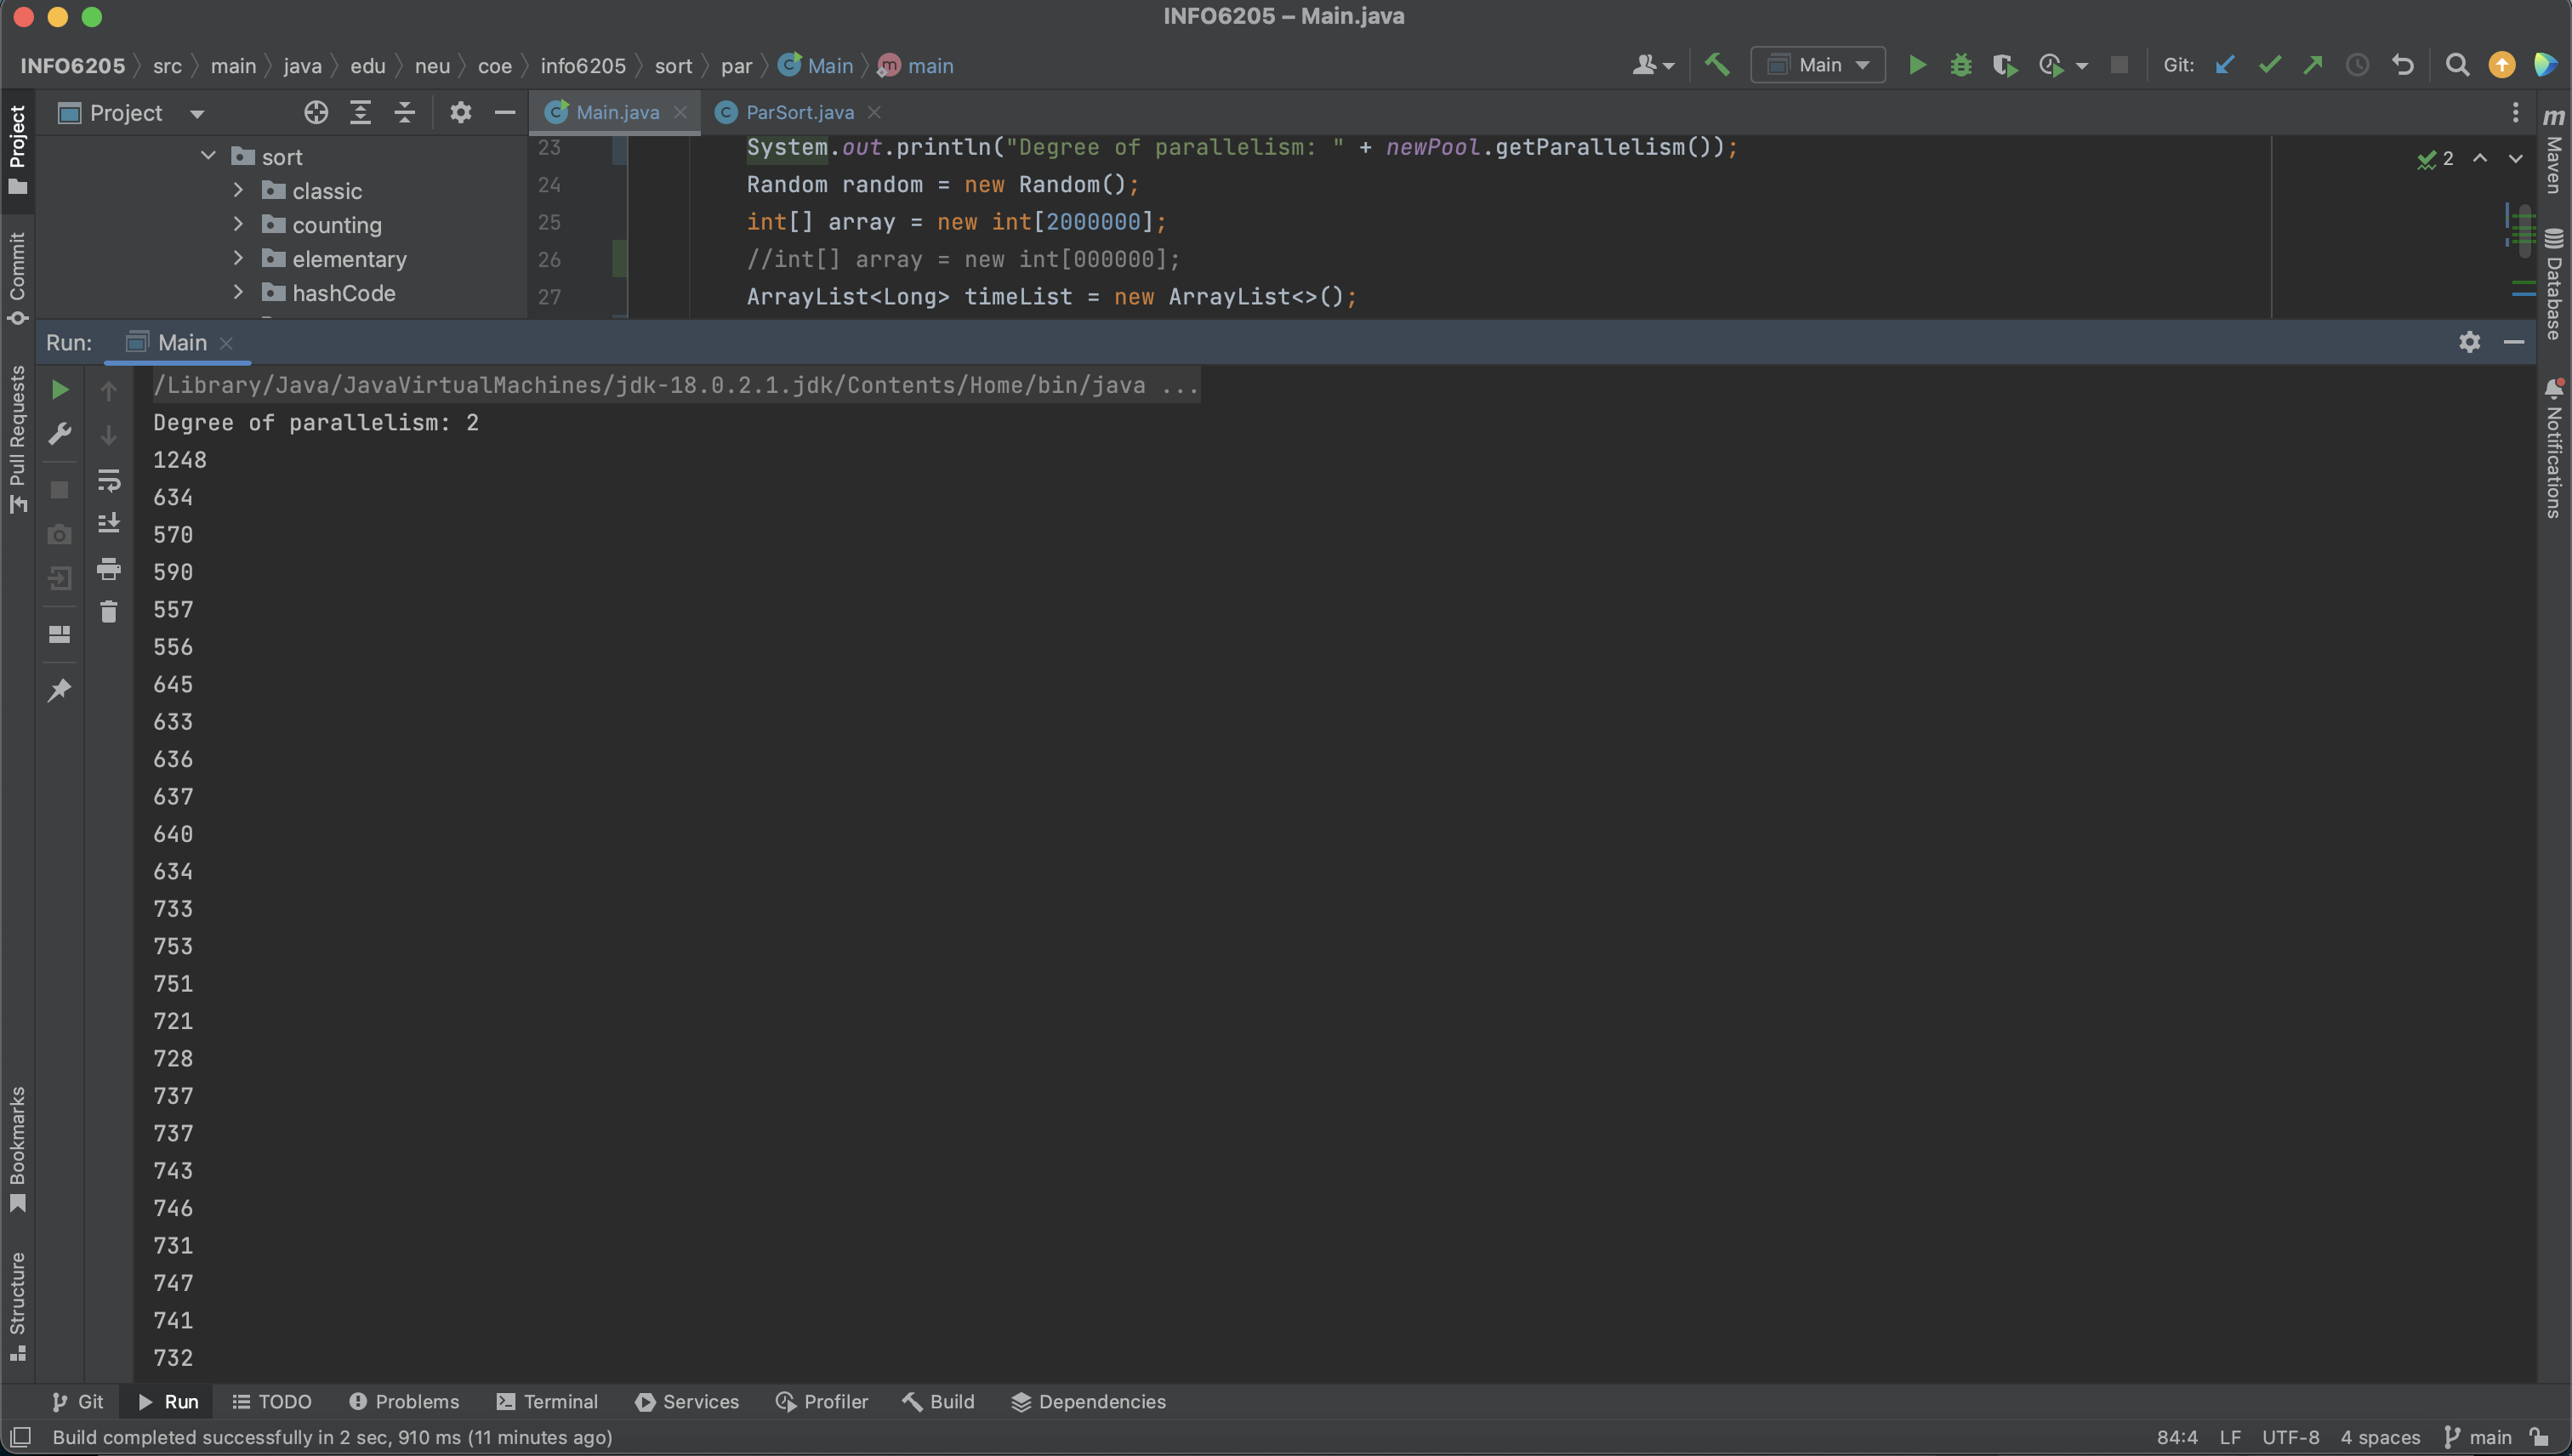 INFO6205 – Main.java
INFO6205 src main java edu neu coe info6205 sort par Main main
Main
Git:
Project
Main.java
ParSort.java
Project
Commit
Pull Requests
Bookmarks
Structure
sort
classic
counting
elementary
hashCode
23 System.out.println("Degree of parallelism: " + newPool.getParallelism());
24 Random random = new Random();
25 int[] array = new int[2000000];
26 //int[] array = new int[000000];
27 ArrayList<Long> timeList = new ArrayList<>();
2
m
Maven
Database
Notifications
Run: Main
/Library/Java/JavaVirtualMachines/jdk-18.0.2.1.jdk/Contents/Home/bin/java ...
Degree of parallelism: 2
1248
634
570
590
557
556
645
633
636
637
640
634
733
753
751
721
728
737
737
743
746
731
747
741
732
Git Run TODO Problems Terminal Services Profiler Build Dependencies
Build completed successfully in 2 sec, 910 ms (11 minutes ago)
84:4 LF UTF-8 4 spaces main